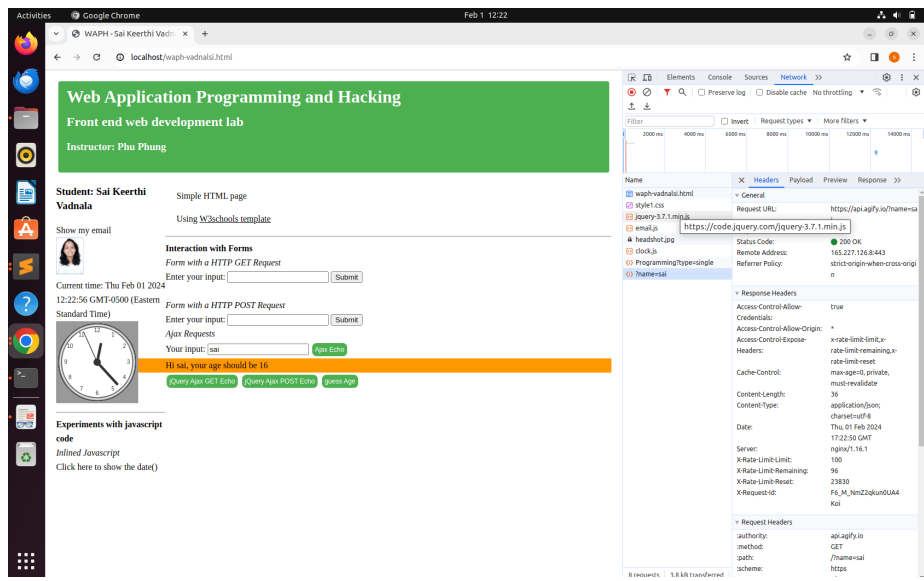 Activities
Google Chrome
Feb 1 12:22
WAPH - Sai Keerthi Vadn
localhost/waph-vadnalsi.html
Web Application Programming and Hacking
Front end web development lab
Instructor: Phu Phung
Student: Sai Keerthi
Vadnala
Show my email
Current time: Thu Feb 01 2024
12:22:56 GMT-0500 (Eastern
Standard Time)
12
1
2
3
4
5
6
7
8
9
10
11
Experiments with javascript
code
Inlined Javascript
Click here to show the date()
Simple HTML page
Using W3schools template
Interaction with Forms
Form with a HTTP GET Request
Enter your input:
Submit
Form with a HTTP POST Request
Enter your input:
Submit
Ajax Requests
Your input: sai
Ajax Echo
Hi sai, your age should be 16
jQuery Ajax GET Echo
jQuery Ajax POST Echo
guess Age
Elements Console Sources Network
Preserve log Disable cache No throttling
Filter
Invert Request types More filters
2000 ms 4000 ms 6000 ms 8000 ms 10000 ms 12000 ms 14000 ms
Name
waph-vadnalsi.html
style1.css
jquery-3.7.1.min.js
email.js
headshot.jpg
clock.js
Programming?type=single
?name=sai
https://code.jquery.com/jquery-3.7.1.min.js
8 requests 3.8 kB transferred
Headers Payload Preview Response
General
Request URL: https://api.agify.io/?name=sai
Status Code: 200 OK
Remote Address: 165.227.126.8:443
Referrer Policy: strict-origin-when-cross-origi
n
Response Headers
Access-Control-Allow-Credentials: true
Access-Control-Allow-Origin: *
Access-Control-Expose-Headers: x-rate-limit-limit,x-
rate-limit-remaining,x-
rate-limit-reset
Cache-Control: max-age=0, private,
must-revalidate
Content-Length: 36
Content-Type: application/json;
charset=utf-8
Date: Thu, 01 Feb 2024
17:22:50 GMT
Server: nginx/1.16.1
X-Rate-Limit-Limit: 100
X-Rate-Limit-Remaining: 96
X-Rate-Limit-Reset: 23830
X-Request-Id: F6_M_NmZ2qkun0UA4
Koi
Request Headers
:authority: api.agify.io
:method: GET
:path: /?name=sai
:scheme: https